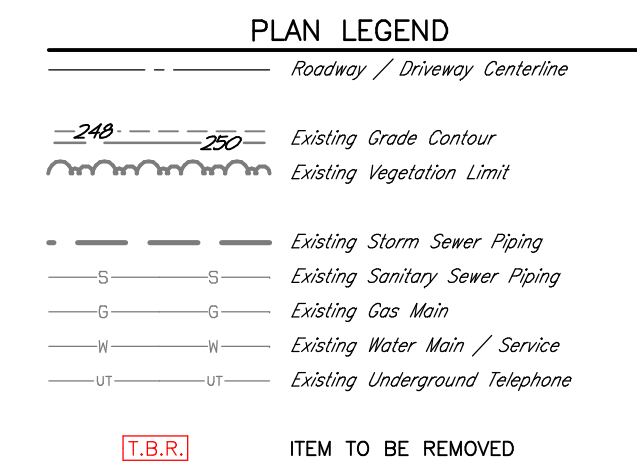 PLAN LEGEND
Roadway / Driveway Centerline
248
250
Existing Grade Contour
Existing Vegetation Limit
Existing Storm Sewer Piping
S S Existing Sanitary Sewer Piping
G G Existing Gas Main
W W Existing Water Main / Service
UT UT Existing Underground Telephone
T.B.R. ITEM TO BE REMOVED